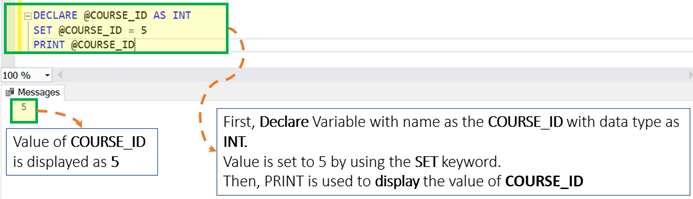 DECLARE @COURSE_ID AS INT
SET @COURSE_ID = 5
PRINT @COURSE_ID
100 %
Messages
5
Value of COURSE_ID
is displayed as 5
First, Declare Variable with name as the COURSE_ID with data type as
INT.
Value is set to 5 by using the SET keyword.
Then, PRINT is used to display the value of COURSE_ID